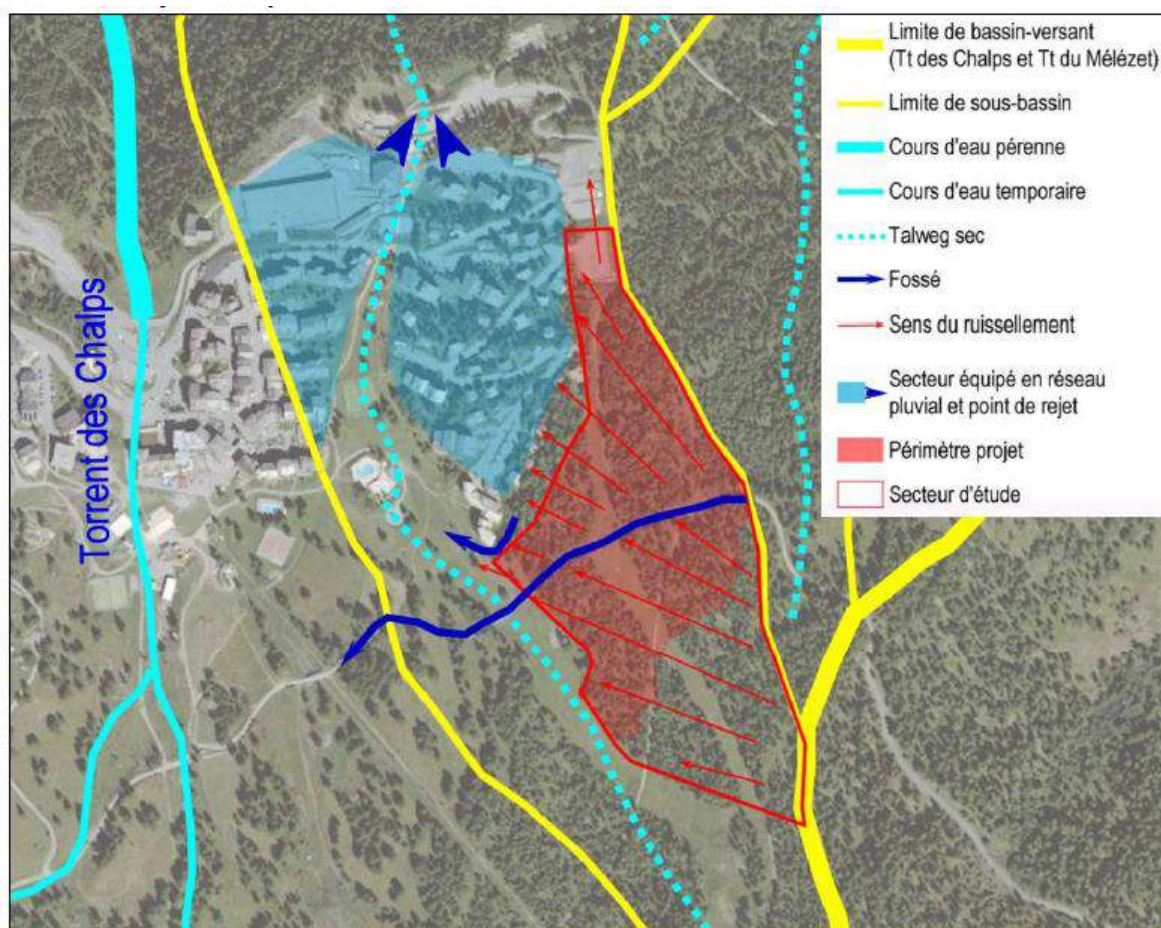 Torrent des Chalps
Limite de bassin-versant
(Tt des Chalps et Tt du Mélézet)
Limite de sous-bassin
Cours d'eau pérenne
Cours d'eau temporaire
Talweg sec
Fossé
Sens du ruissellement
Secteur équipé en réseau
pluvial et point de rejet
Périmètre projet
Secteur d'étude